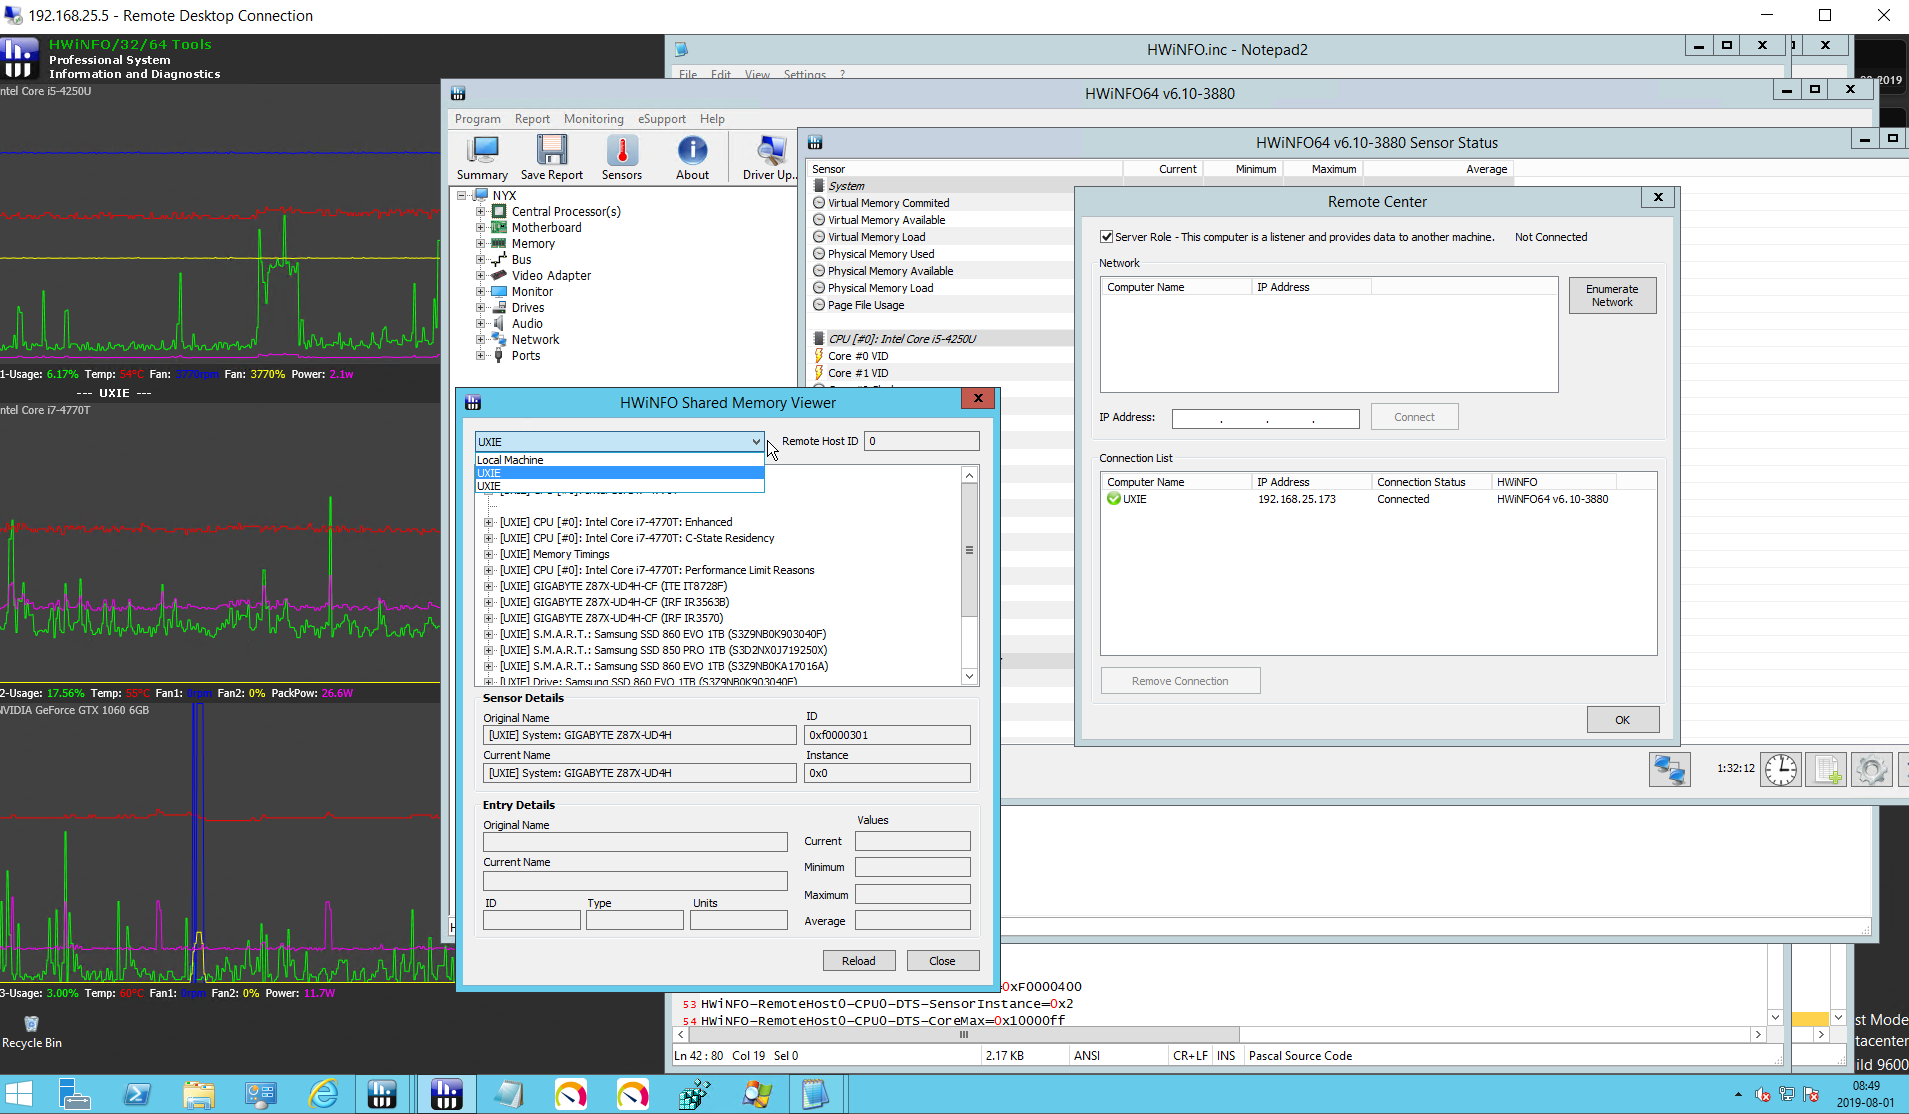 192.168.25.5 - Remote Desktop Connection
HWiNFO/32/64 Tools
Professional System
Information and Diagnostics
ntel Core i5-4250U
1-Usage: 6.17% Temp: 54°C Fan: 3770rpm Fan: 3770% Power: 2.1w
--- UXIE ---
ntel Core i7-4770T
2-Usage: 17.56% Temp: 55°C Fan1: 0rpm Fan2: 0% PackPow: 26.6W
NVIDIA GeForce GTX 1060 6GB
3-Usage: 3.00% Temp: 60°C Fan1: 0rpm Fan2: 0% Power: 11.7W
Recycle Bin
HWiNFO.inc - Notepad2
File Edit View Settings ?
2019
HWiNFO64 v6.10-3880
Program Report Monitoring eSupport Help
Summary Save Report Sensors About Driver Up..
NYX
Central Processor(s)
Motherboard
Memory
Bus
Video Adapter
Monitor
Drives
Audio
Network
Ports
HWiNFO64 v6.10-3880 Sensor Status
Sensor Current Minimum Maximum Average
System
Virtual Memory Commited
Virtual Memory Available
Virtual Memory Load
Physical Memory Used
Physical Memory Available
Physical Memory Load
Page File Usage
CPU [#0]: Intel Core i5-4250U
Core #0 VID
Core #1 VID
1:32:12
Remote Center
Server Role - This computer is a listener and provides data to another machine. Not Connected
Network
Computer Name IP Address
Enumerate
Network
IP Address: . . . Connect
Connection List
Computer Name IP Address Connection Status HWiNFO
UXIE 192.168.25.173 Connected HWiNFO64 v6.10-3880
Remove Connection
OK
HWiNFO Shared Memory Viewer
UXIE Remote Host ID 0
Local Machine
UXIE
UXIE
[UXIE] CPU [#0]: Intel Core i7-4770T: Enhanced
[UXIE] CPU [#0]: Intel Core i7-4770T: C-State Residency
[UXIE] Memory Timings
[UXIE] CPU [#0]: Intel Core i7-4770T: Performance Limit Reasons
[UXIE] GIGABYTE Z87X-UD4H-CF (ITE IT8728F)
[UXIE] GIGABYTE Z87X-UD4H-CF (IRF IR3563B)
[UXIE] GIGABYTE Z87X-UD4H-CF (IRF IR3570)
[UXIE] S.M.A.R.T.: Samsung SSD 860 EVO 1TB (S3Z9NB0K903040F)
[UXIE] S.M.A.R.T.: Samsung SSD 850 PRO 1TB (S3D2NX0J719250X)
[UXIE] S.M.A.R.T.: Samsung SSD 860 EVO 1TB (S3Z9NB0KA17016A)
[UXIE] Drive: Samsung SSD 860 EVO 1TB (S3Z9NB0K903040F)
Sensor Details
Original Name ID
[UXIE] System: GIGABYTE Z87X-UD4H 0xf0000301
Current Name Instance
[UXIE] System: GIGABYTE Z87X-UD4H 0x0
Entry Details
Original Name Values
Current
Current Name
Minimum
Maximum
ID Type Units
Average
Reload Close
0xF0000400
53 HWiNFO-RemoteHost0-CPU0-DTS-SensorInstance=0x2
54 HWiNFO-RemoteHost0-CPU0-DTS-CoreMax=0x10000ff
Ln 42 : 80 Col 19 Sel 0 2.17 KB ANSI CR+LF INS Pascal Source Code
st Mode
tacenter
ild 9600
08:49
2019-08-01